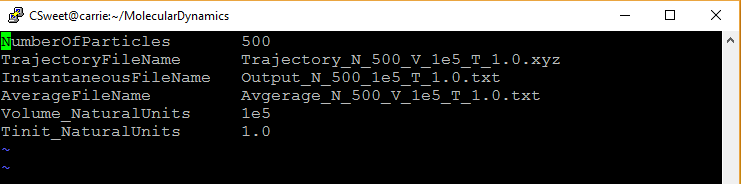 CSweet@carrie:~/MolecularDynamics
NumberOfParticles 500
TrajectoryFileName Trajectory_N_500_V_1e5_T_1.0.xyz
InstantaneousFileName Output_N_500_1e5_T_1.0.txt
AverageFileName Avgerage_N_500_V_1e5_T_1.0.txt
Volume_NaturalUnits 1e5
Tinit_NaturalUnits 1.0
~
~